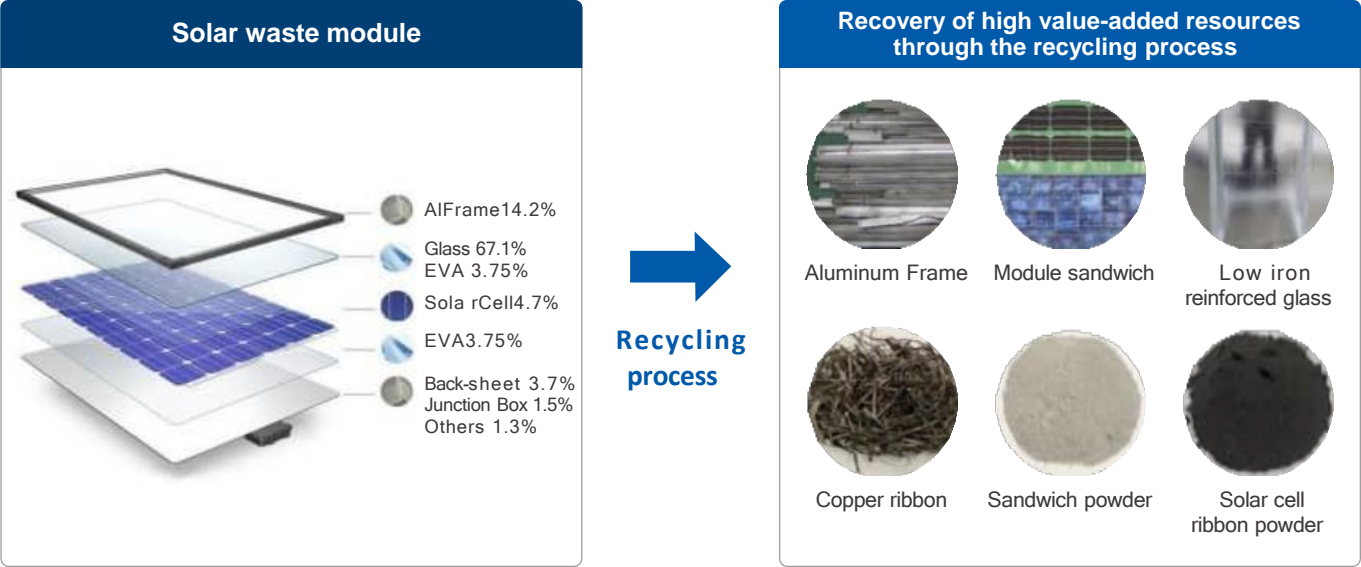 Solar waste module
AlFrame14.2%
Glass 67.1%
EVA 3.75%
Sola rCell4.7%
EVA3.75%
Back-sheet 3.7%
Junction Box 1.5%
Others 1.3%
Recycling
process
Recovery of high value-added resources
through the recycling process
Aluminum Frame
Module sandwich
Low iron
reinforced glass
Copper ribbon
Sandwich powder
Solar cell
ribbon powder